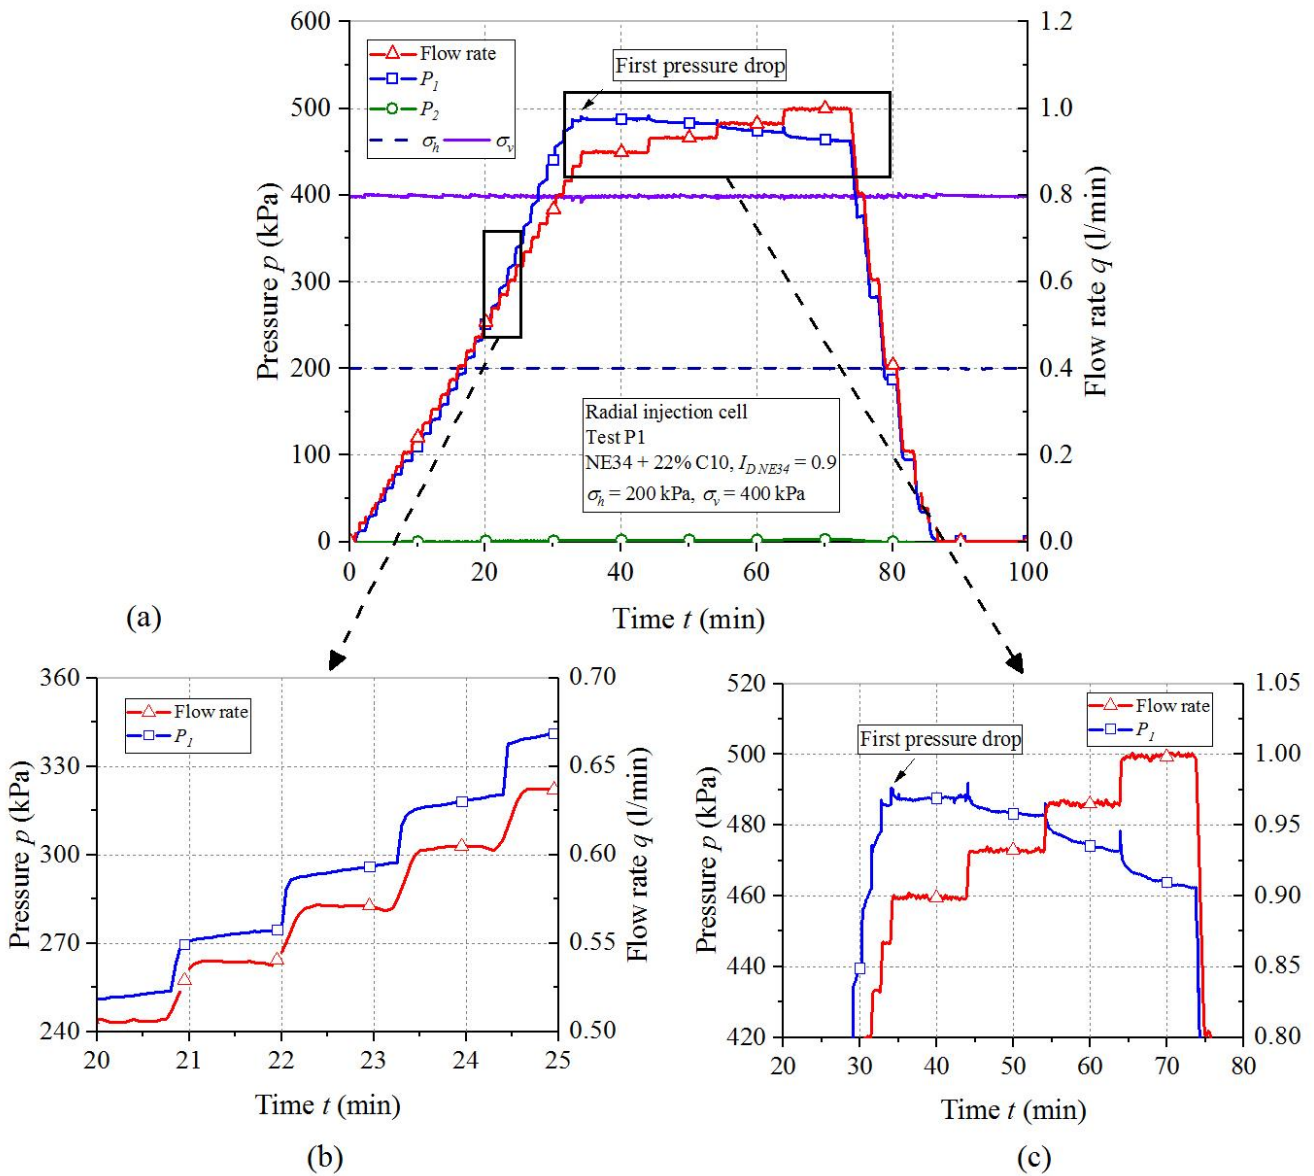 600
500
400
300
200
100
0
Pressure p (kPa)
1.2
1.0
0.8
0.6
0.4
0.2
0.0
Flow rate q (l/min)
Flow rate
P1
P2
σh σv
First pressure drop
Radial injection cell
Test P1
NE34 + 22% C10, ID NE34 = 0.9
σh = 200 kPa, σv = 400 kPa
0 20 40 60 80 100
Time t (min)
(a)
360
330
300
270
240
Pressure p (kPa)
0.70
0.65
0.60
0.55
0.50
Flow rate q (l/min)
Flow rate
P1
20 21 22 23 24 25
Time t (min)
(b)
520
500
480
460
440
420
Pressure p (kPa)
1.05
1.00
0.95
0.90
0.85
0.80
Flow rate
P1
First pressure drop
20 30 40 50 60 70 80
Time t (min)
(c)